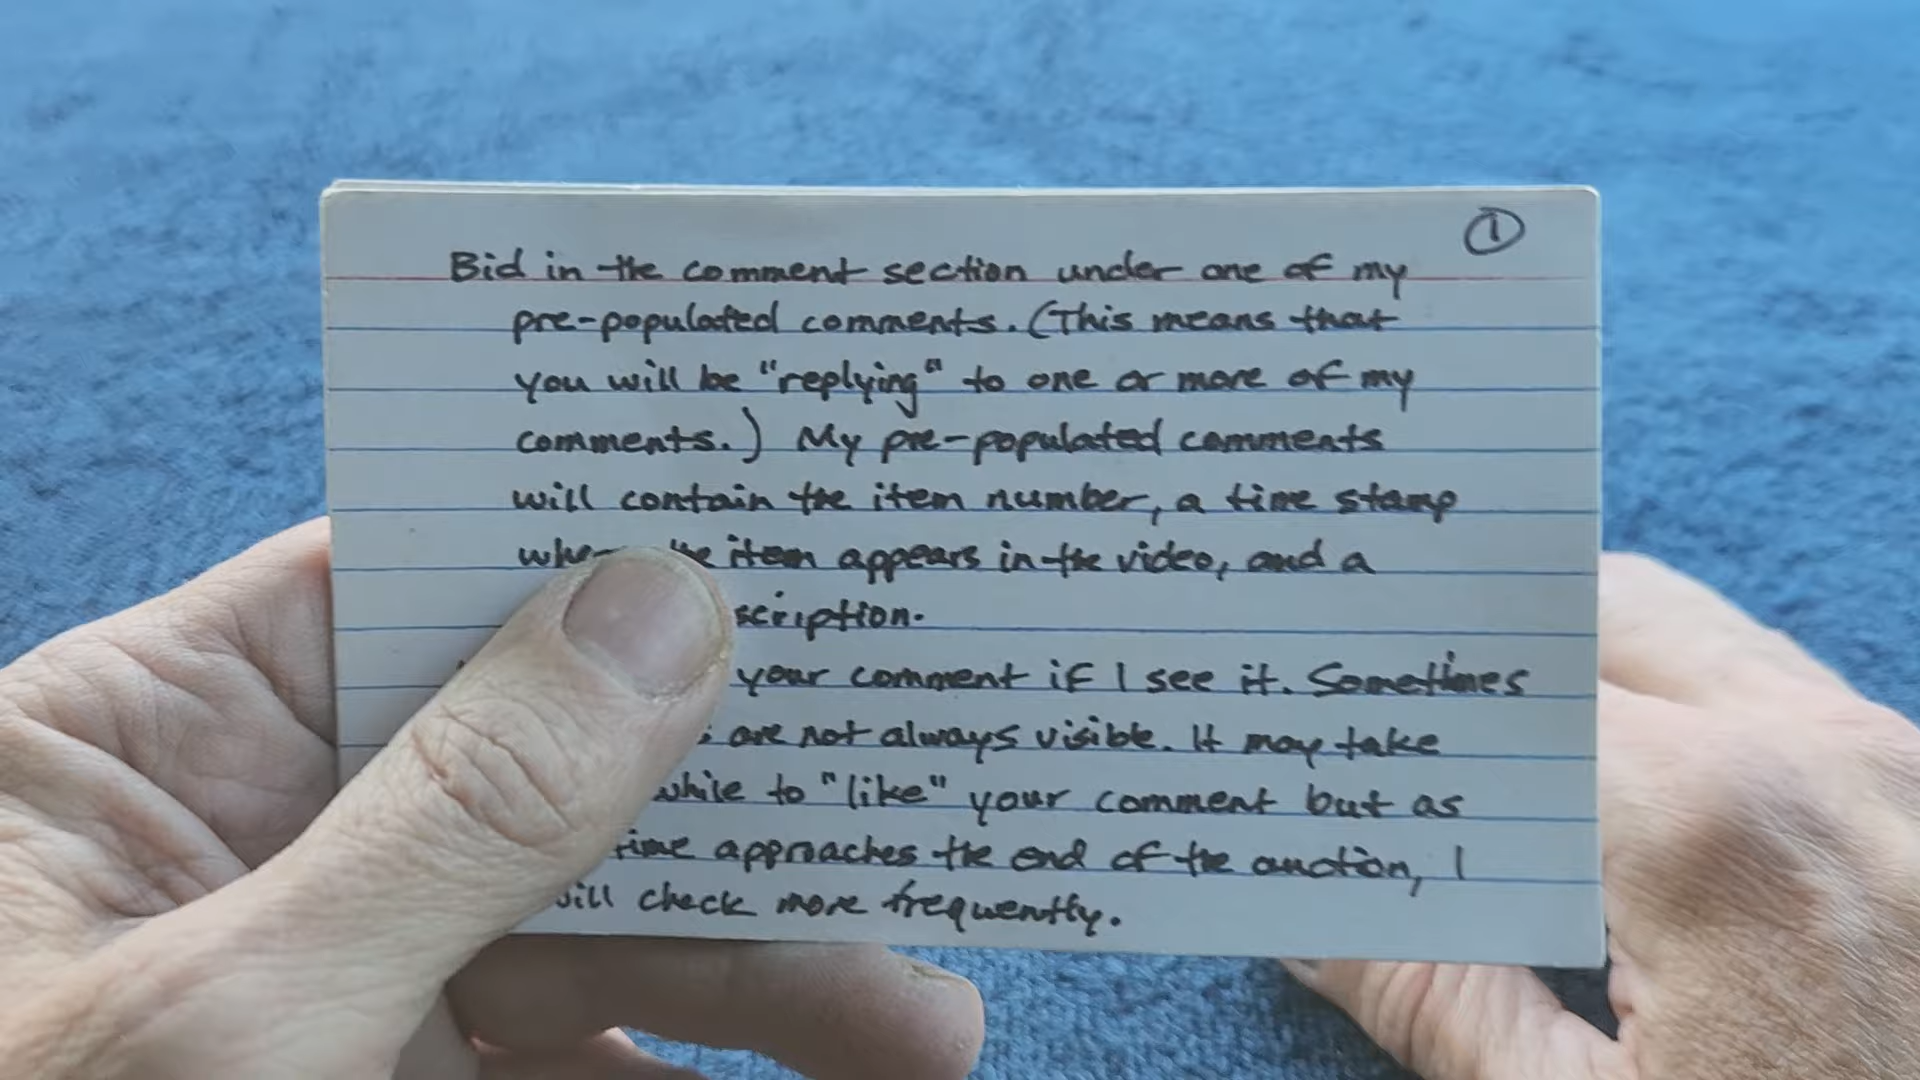 ①
Bid in the comment section under one of my
pre-populated comments. (This means that
you will be "replying" to one or more of my
comments.) My pre-populated comments
will contain the item number, a time stamp
the item appears in the video, and a
your comment if I see it. Sometimes
are not always visible. It may take
while to "like" your comment but as
time approaches the end of the auction, I
will check more frequently.